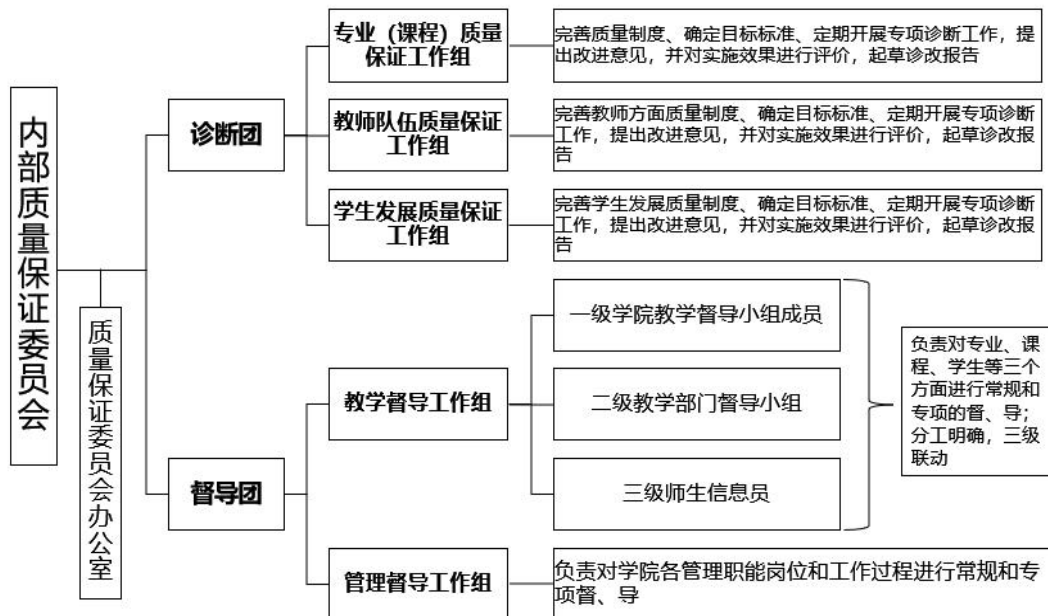 内部质量保证委员会
质量保证委员会办公室
诊断团
专业（课程）质量
保证工作组
完善质量制度、确定目标标准、定期开展专项诊断工作，提
出改进意见，并对实施效果进行评价，起草诊改报告
教师队伍质量保证
工作组
完善教师方面质量制度、确定目标标准、定期开展专项诊断
工作，提出改进意见，并对实施效果进行评价，起草诊改报
告
学生发展质量保证
工作组
完善学生发展质量制度、确定目标标准、定期开展专项诊断
工作，提出改进意见，并对实施效果进行评价，起草诊改报
告
督导团
教学督导工作组
一级学院教学督导小组成员
二级教学部门督导小组
三级师生信息员
负责对专业、课
程、学生等三个
方面进行常规和
专项的督、导；
分工明确，三级
联动
管理督导工作组
负责对学院各管理职能岗位和工作过程进行常规和专
项督、导